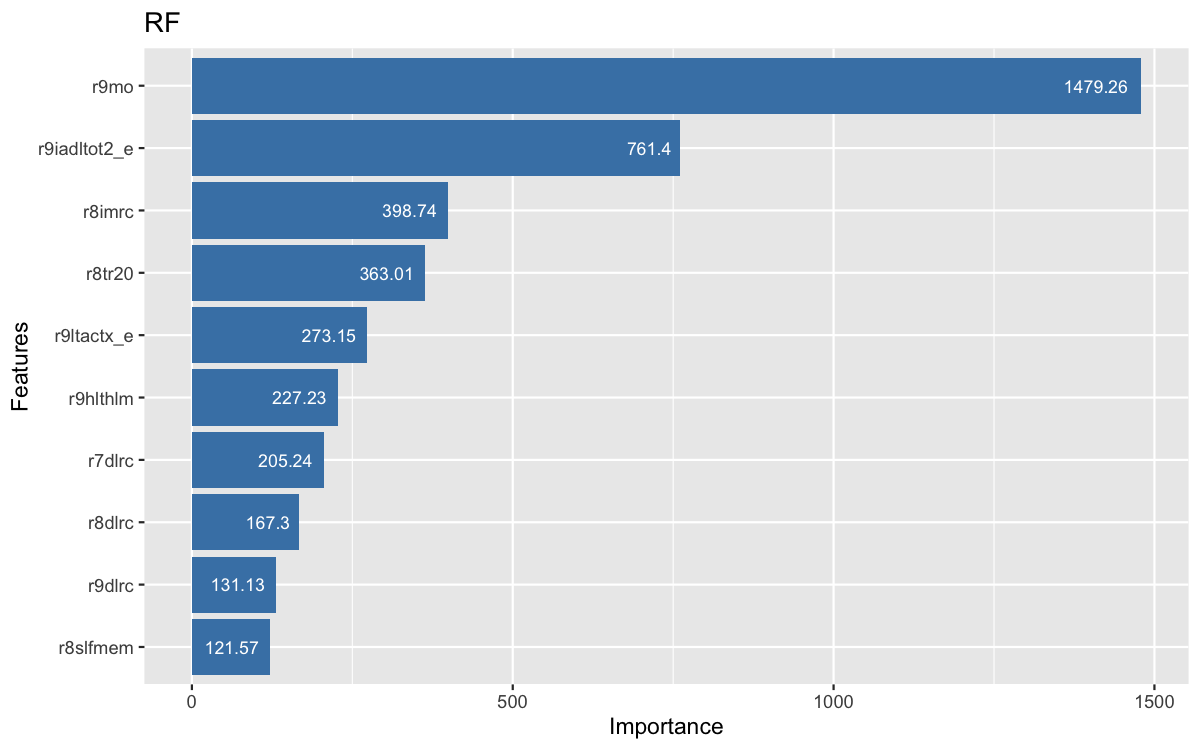 RF
Features
r9mo 1479.26
r9iadltot2_e 761.4
r8imrc 398.74
r8tr20 363.01
r9ltactx_e 273.15
r9hlthlm 227.23
r7dlrc 205.24
r8dlrc 167.3
r9dlrc 131.13
r8slfmem 121.57
0 500 1000 1500
Importance